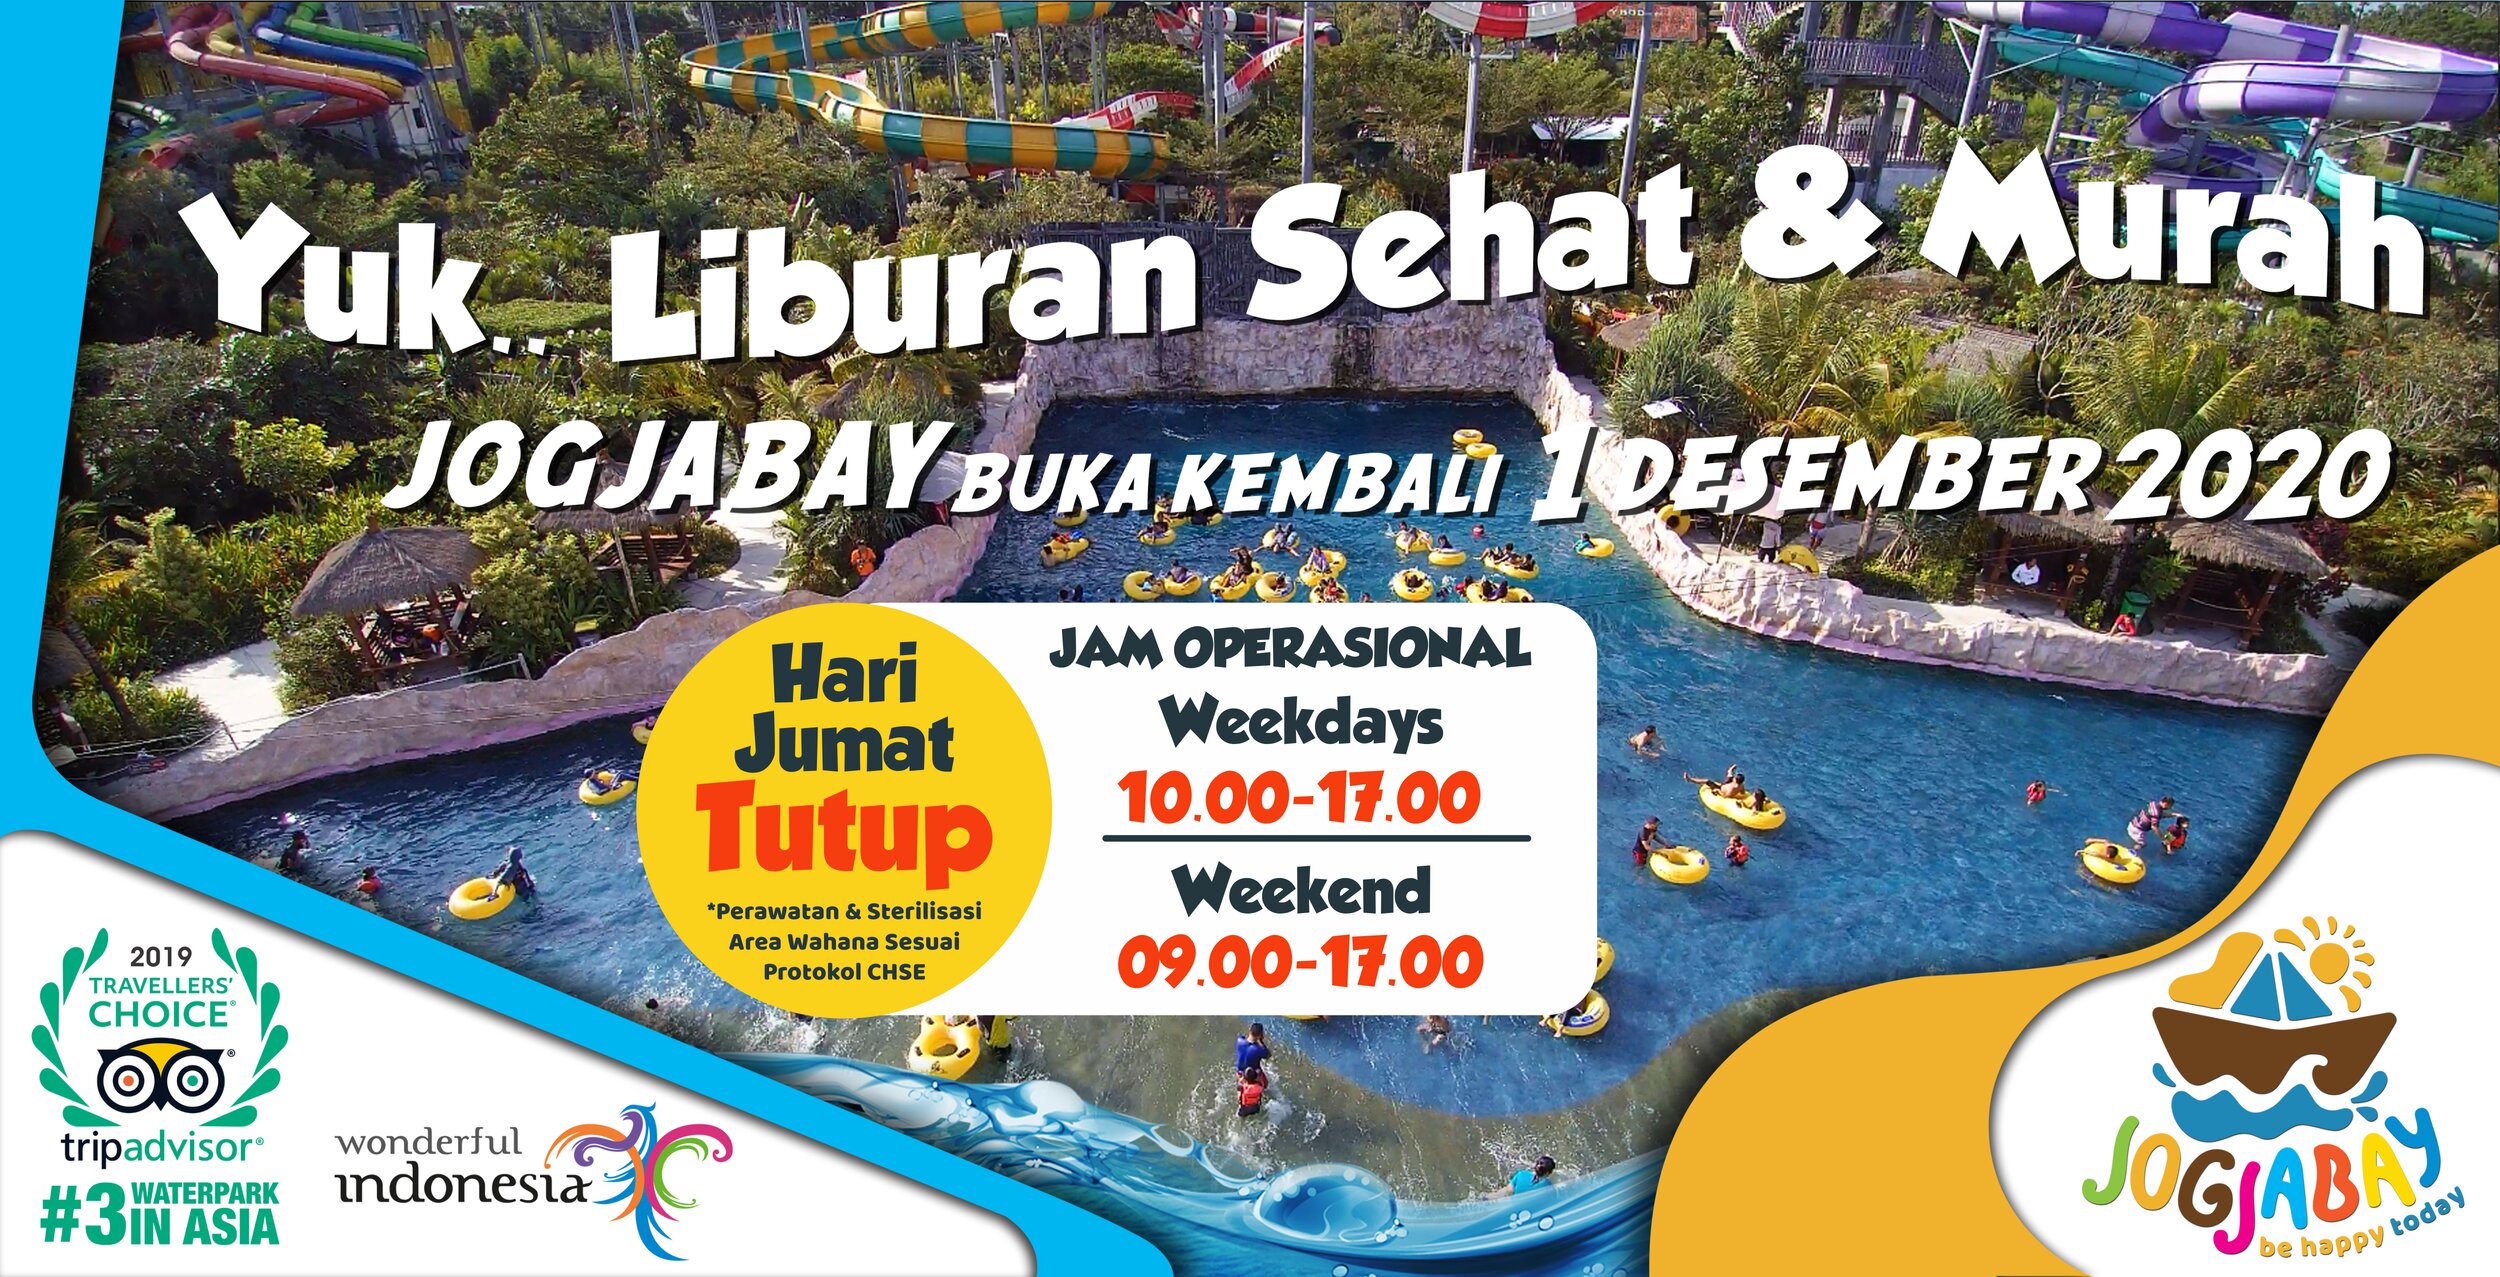 Yuk.. Liburan Sehat & Murah
JOGJABAY BUKA KEMBALI 1 DESEMBER 2020
Hari
Jumat
Tutup
*Perawatan & Sterilisasi
Area Wahana Sesuai
Protokol CHSE
JAM OPERASIONAL
Weekdays
10.00-17.00
Weekend
09.00-17.00
2019
TRAVELLERS'
CHOICE®
tripadvisor®
#3 WATERPARK
IN ASIA
wonderful
indonesia
JOGJABAY
be happy today